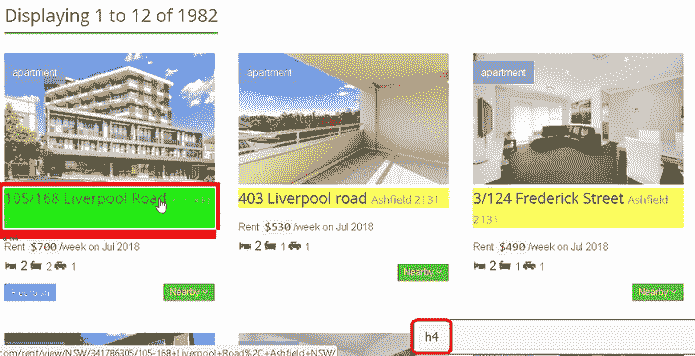 Displaying 1 to 12 of 1982
apartment
apartment
105/168 Liverpool Road
403 Liverpool road Ashfield 2131
3/124 Frederick Street Ashfield
2131
Rent $700 /week on Jul 2018
Rent $530 /week on Jul 2018
Rent $490 /week on Jul 2018
2 2 1
2 1 1
2 1 1
Nearby
Nearby
Nearby
h4
com/rent/view/NSW/341786305/105-168+Liverpool+Road%2C+Ashfield+NSW/